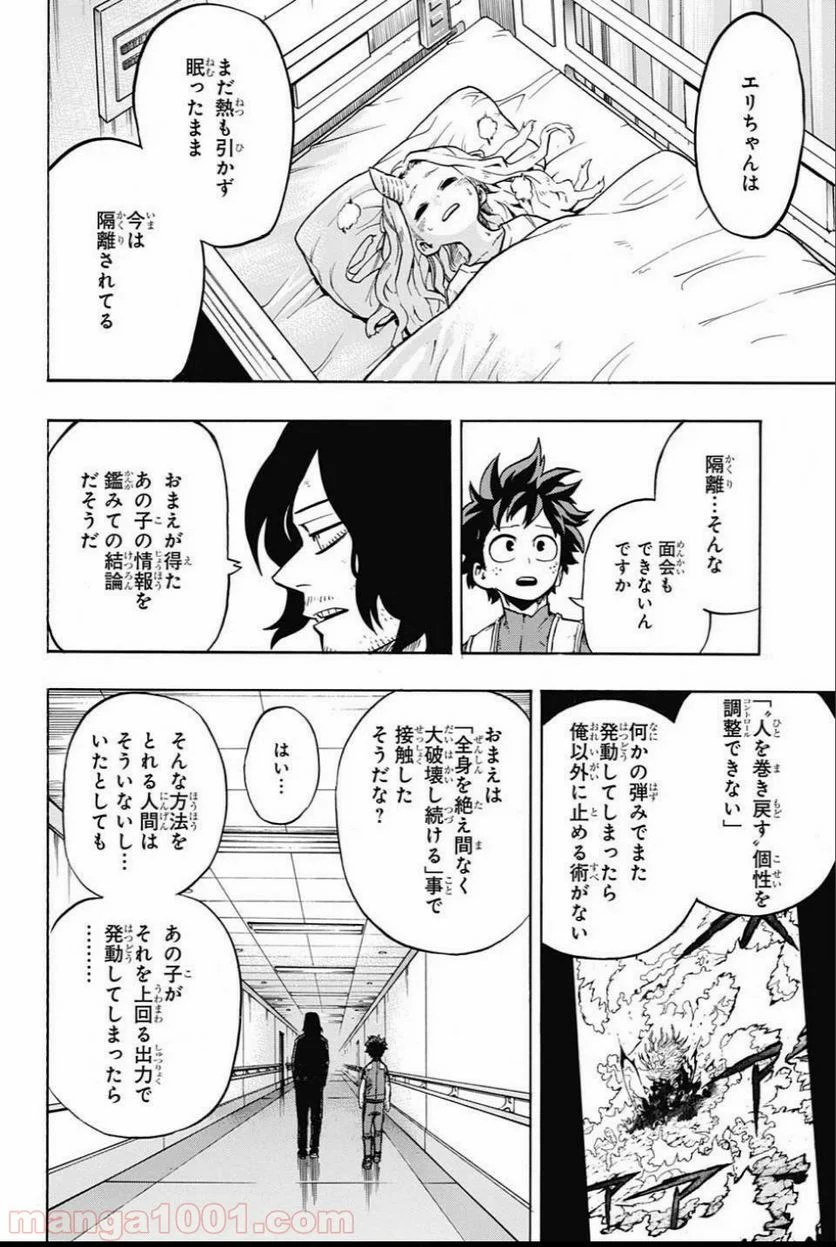 エリちゃんは
まだ熱も引かず
眠ったまま
今は
隔離されてる
隔離…そんな
面会も
できないん
ですか
おまえが得た
あの子の情報を
鑑みての結論
だそうだ
「〝人を巻き戻す〟個性を
調整できない」
何かの弾みでまた
発動してしまったら
俺以外に止める術がない
おまえは
「全身を絶え間なく
大破壊し続ける」事で
接触した
そうだな?
はい…
そんな方法を
とれる人間は
そういないし…
いたとしても
あの子が
それを上回る出力で
発動してしまったら
………
manga1001.com